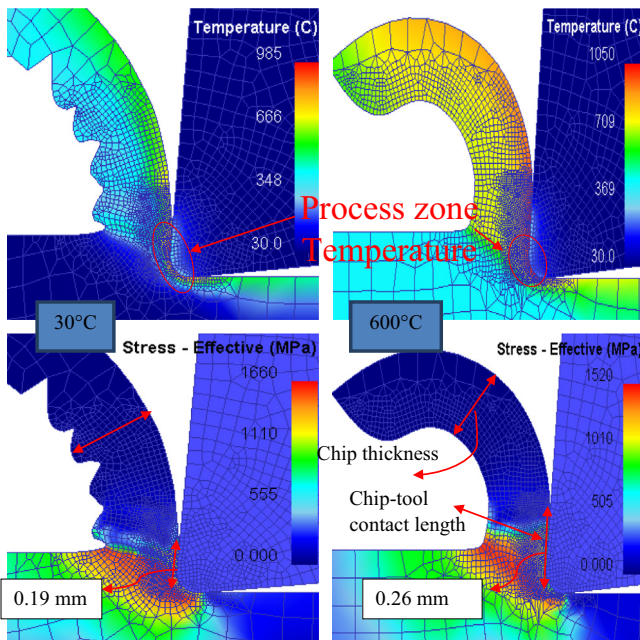 Temperature (C)
985
666
348
30.0
Temperature (C)
1050
709
369
30.0
Process zone
Temperature
30°C
600°C
Stress - Effective (MPa)
1660
1110
555
0.000
0.19 mm
Stress - Effective (MPa)
1520
1010
505
0.000
Chip thickness
Chip-tool
contact length
0.26 mm